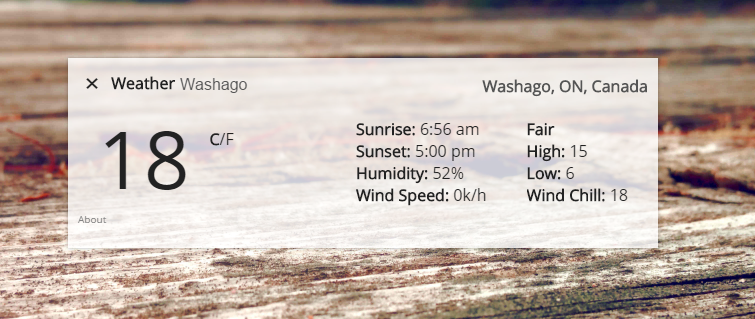 ✕ Weather Washago
Washago, ON, Canada
18 C/F
Sunrise: 6:56 am
Sunset: 5:00 pm
Humidity: 52%
Wind Speed: 0k/h
Fair
High: 15
Low: 6
Wind Chill: 18
About